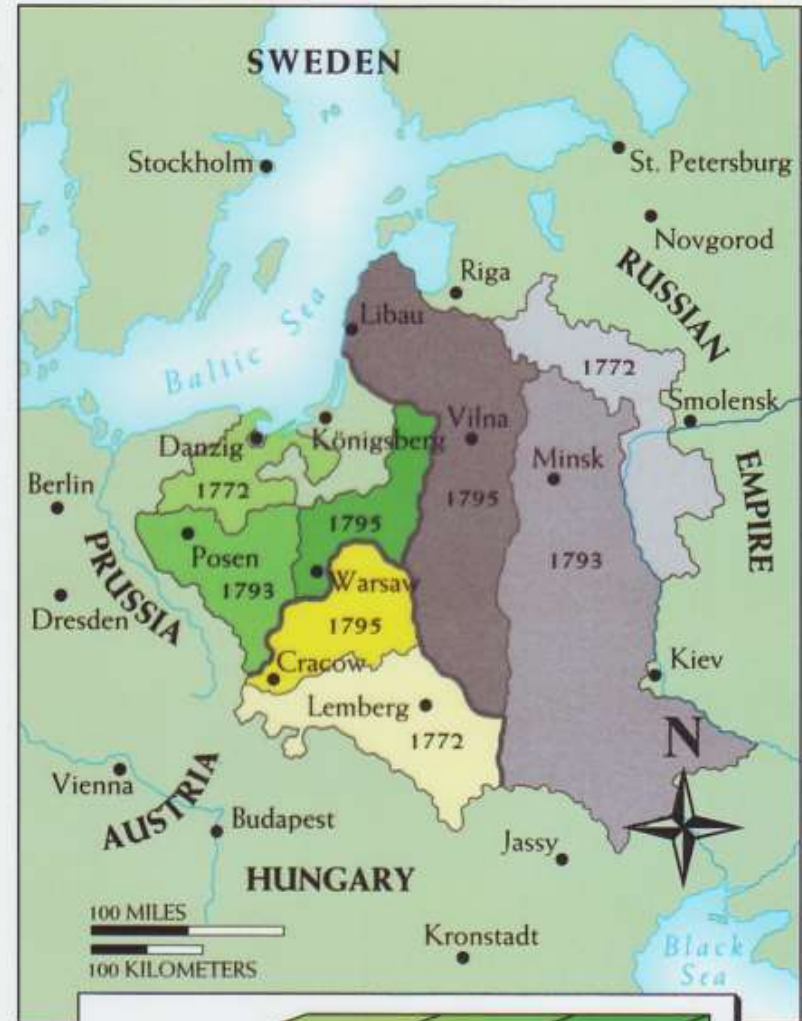 SWEDEN
Stockholm
St. Petersburg
Novgorod
RUSSIAN
EMPIRE
Riga
Libau
Baltic Sea
1772
Smolensk
Vilna
Minsk
Danzig
Königsberg
1772
Berlin
1795
1795
1793
Posen
1793
PRUSSIA
Warsaw
Dresden
1795
Cracow
Kiev
Lemberg
1772
N
Vienna
AUSTRIA
Budapest
Jassy
HUNGARY
100 MILES
100 KILOMETERS
Kronstadt
Black
Sea